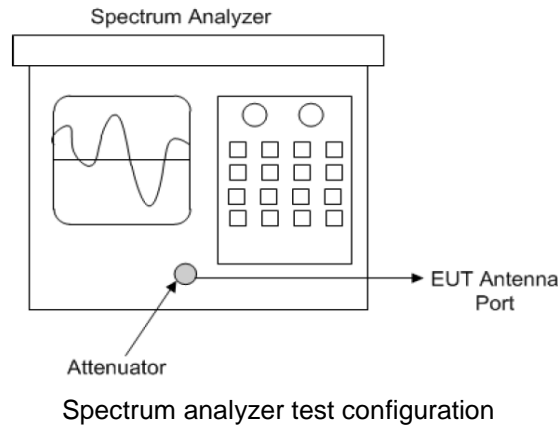 Spectrum Analyzer
EUT Antenna
Port
Attenuator
Spectrum analyzer test configuration